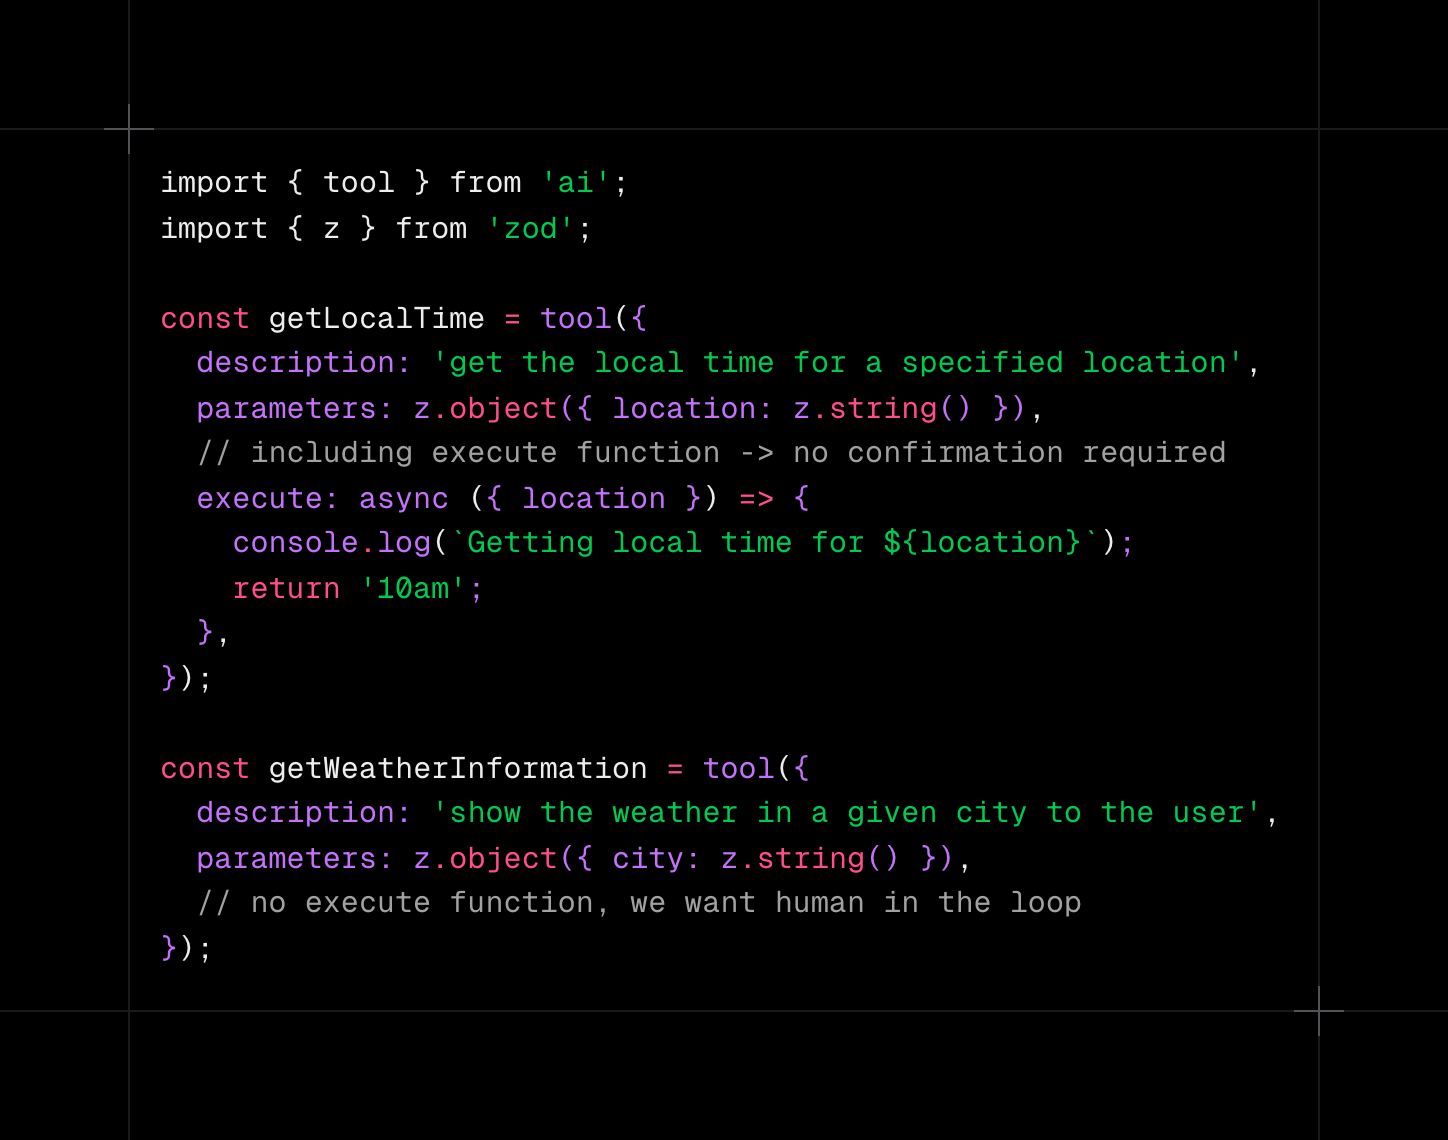 import { tool } from 'ai';
import { z } from 'zod';

const getLocalTime = tool({
  description: 'get the local time for a specified location',
  parameters: z.object({ location: z.string() }),
  // including execute function -> no confirmation required
  execute: async ({ location }) => {
    console.log(`Getting local time for ${location}`);
    return '10am';
  },
});

const getWeatherInformation = tool({
  description: 'show the weather in a given city to the user',
  parameters: z.object({ city: z.string() }),
  // no execute function, we want human in the loop
});